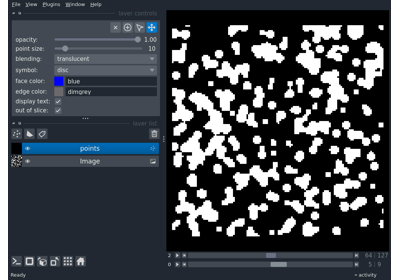 File View Plugins Window Help
layer controls
opacity: 1.00
point size: 10
blending: translucent
symbol: disc
face color: blue
edge color: dimgrey
display text: ✓
out of slice: ✓
layer list
points
Image
2 64 127
0 5 9
Ready activity